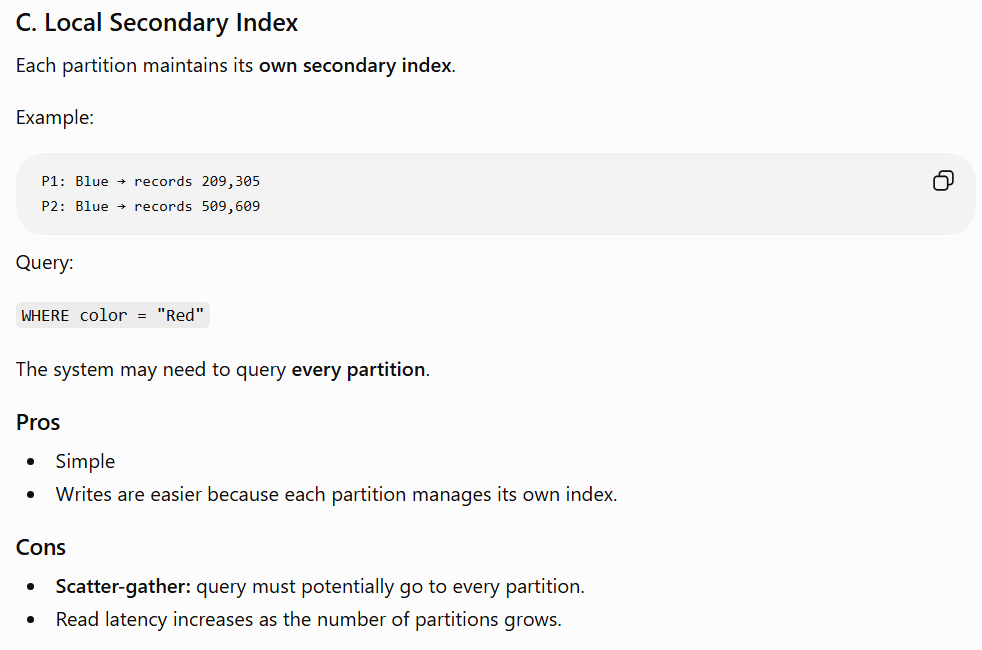 C. Local Secondary Index
Each partition maintains its own secondary index.
Example:
P1: Blue → records 209,305
P2: Blue → records 509,609
Query:
WHERE color = "Red"
The system may need to query every partition.
Pros
• Simple
• Writes are easier because each partition manages its own index.
Cons
• Scatter-gather: query must potentially go to every partition.
• Read latency increases as the number of partitions grows.